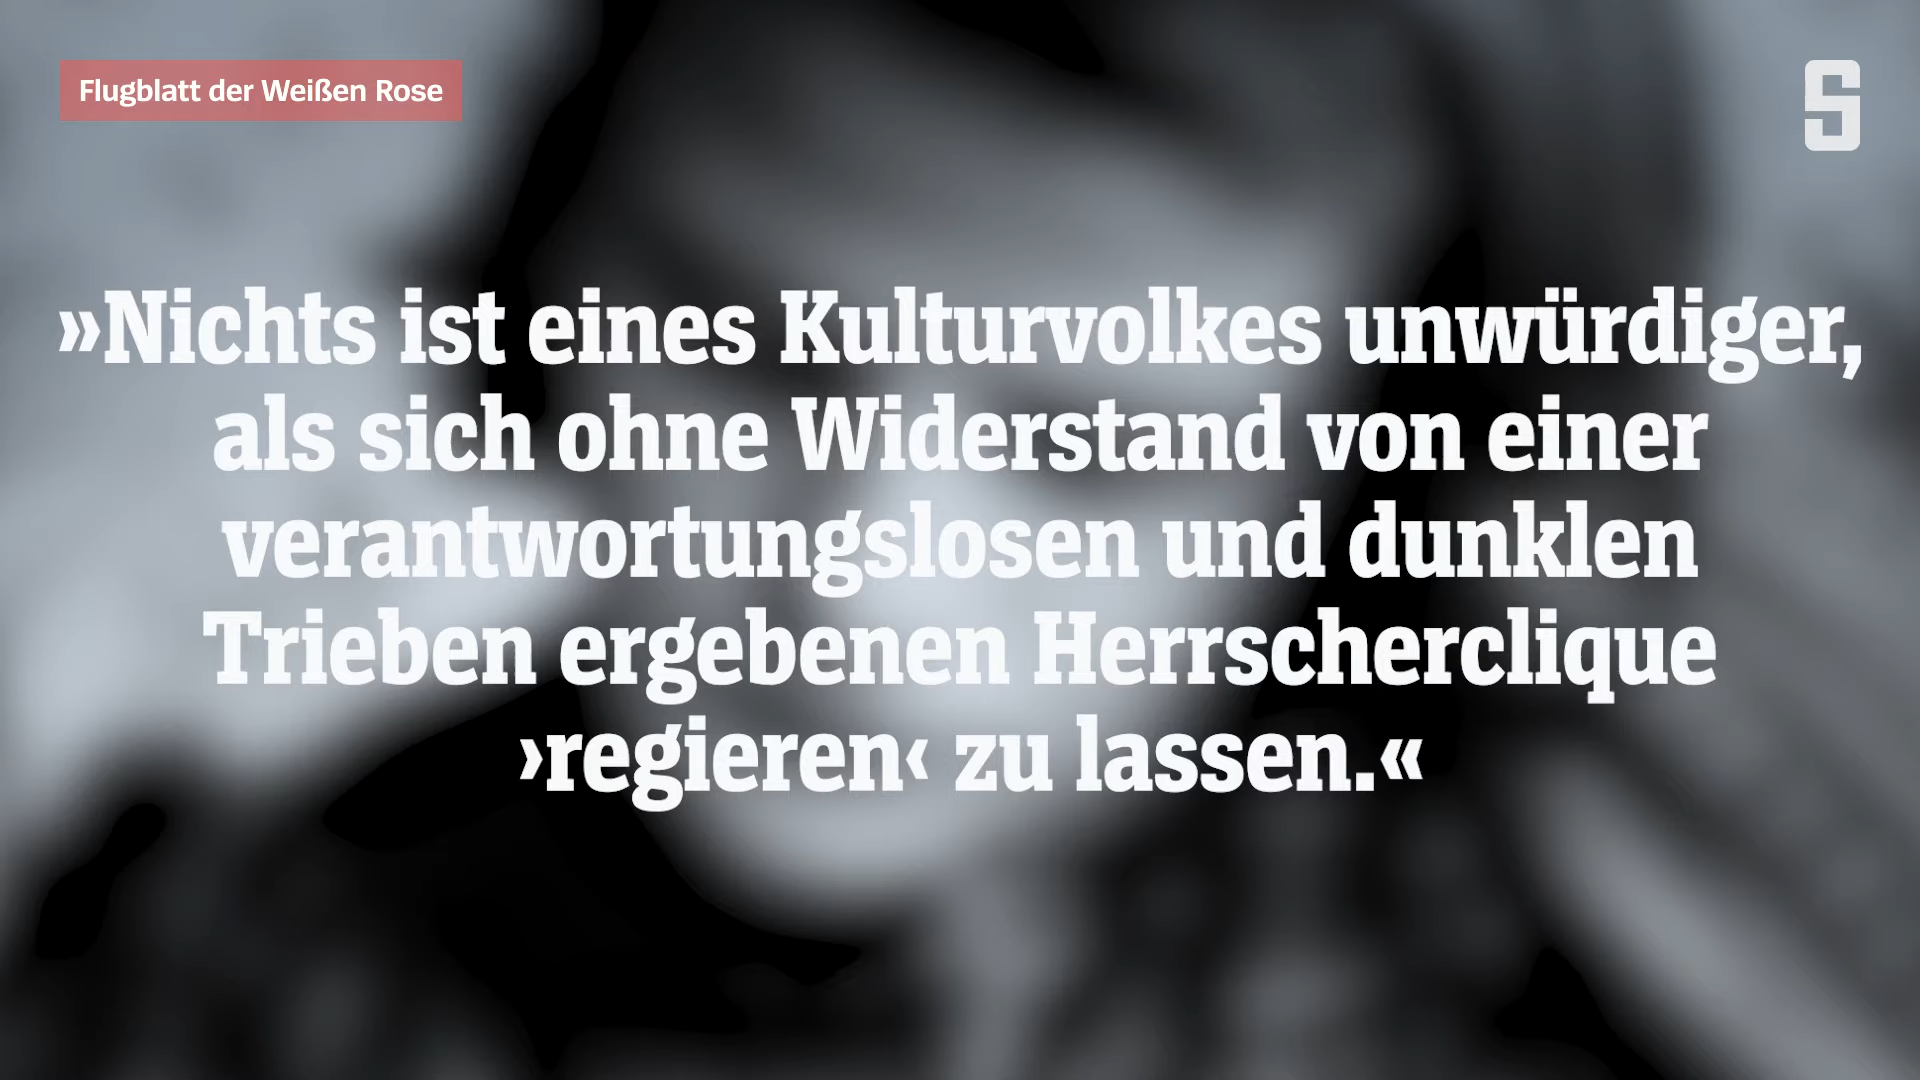 Flugblatt der Weißen Rose
S
»Nichts ist eines Kulturvolkes unwürdiger,
als sich ohne Widerstand von einer
verantwortungslosen und dunklen
Trieben ergebenen Herrscherclique
›regieren‹ zu lassen.«